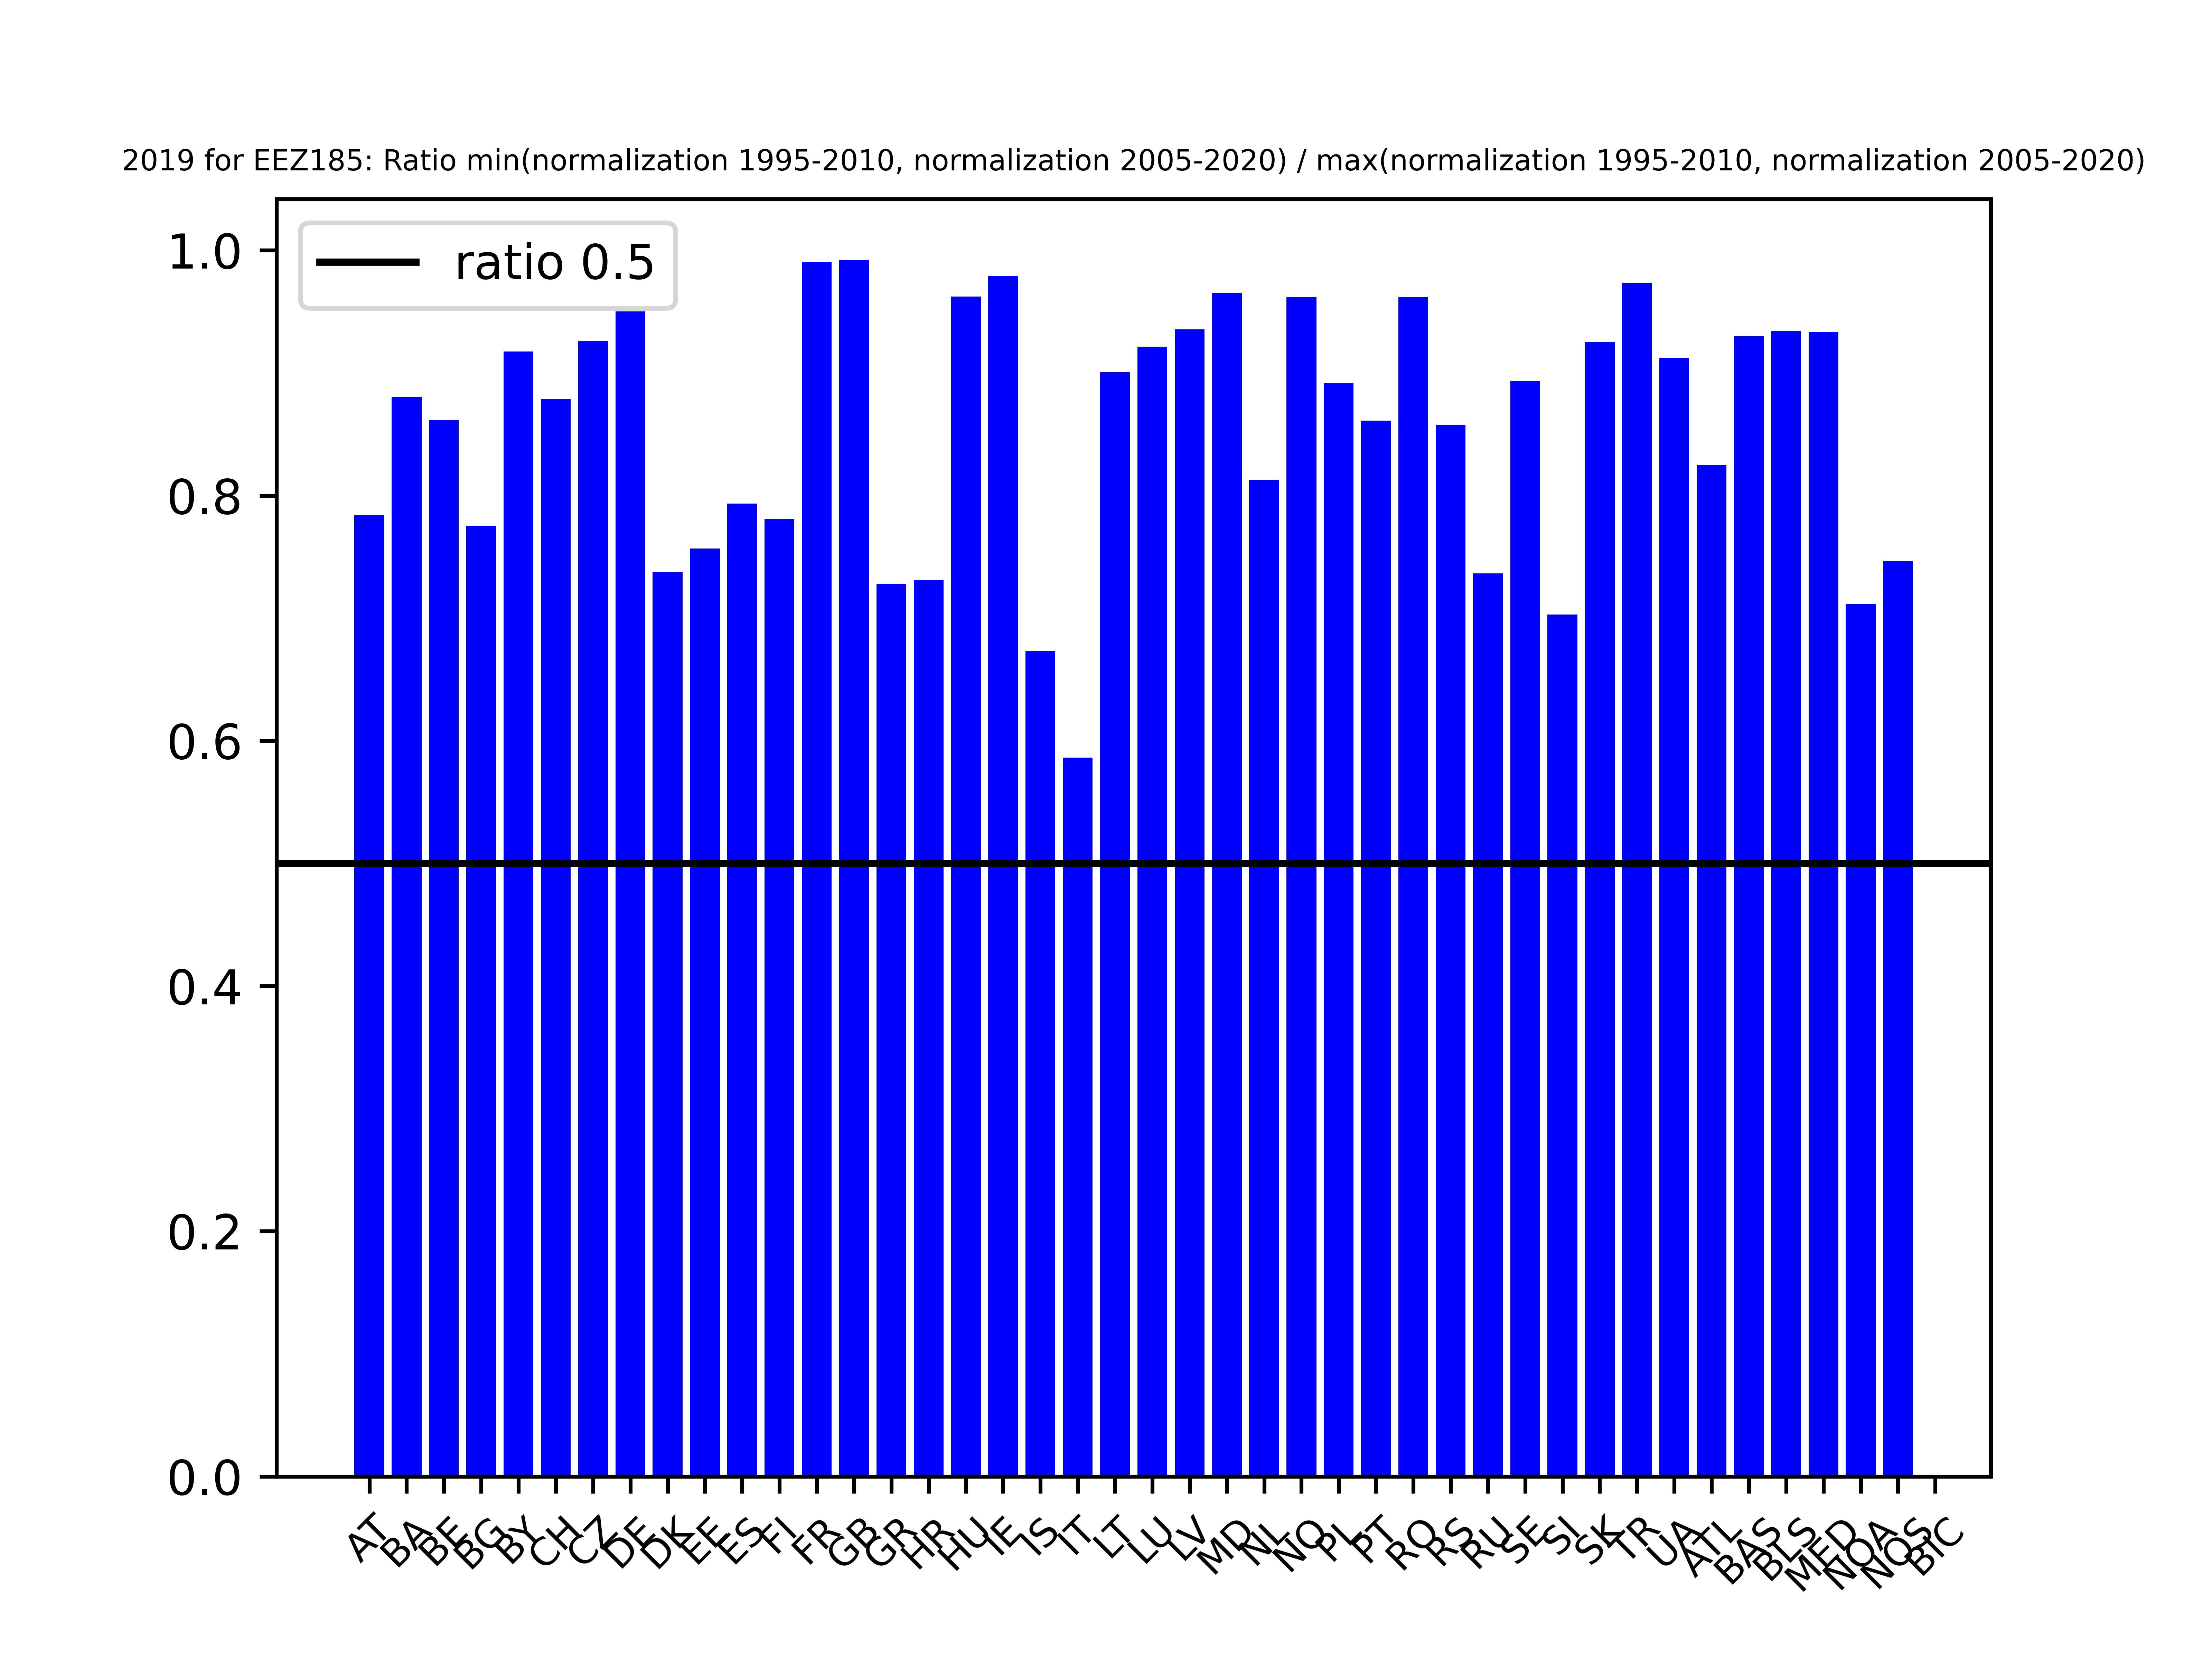 2019 for EEZ185: Ratio min(normalization 1995-2010, normalization 2005-2020) / max(normalization 1995-2010, normalization 2005-2020)
ratio 0.5
1.0
0.8
0.6
0.4
0.2
0.0
AT BA BE BG BY CH CZ DE DK EE ES FI FR GB GR HR HU IE IS IT LT LU LV MD NL NO PL PT RO RS RU SE SI SK TR UA ATL BAS BLS MED NOA NOS BIC